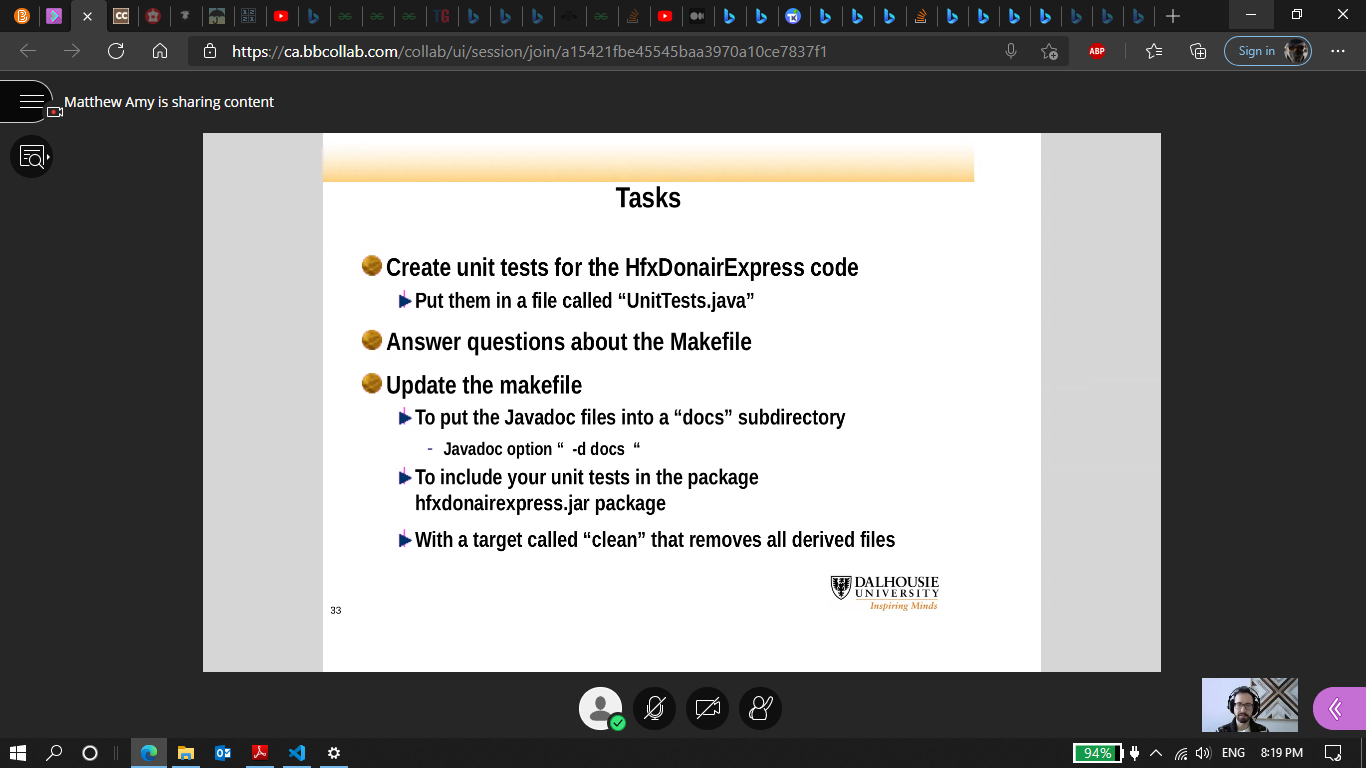 https://ca.bbcollab.com/collab/ui/session/join/a15421fbe45545baa3970a10ce7837f1
ABP
Sign in
Matthew Amy is sharing content
Tasks
Create unit tests for the HfxDonairExpress code
Put them in a file called “UnitTests.java”
Answer questions about the Makefile
Update the makefile
To put the Javadoc files into a “docs” subdirectory
- Javadoc option “ -d docs “
To include your unit tests in the package
hfxdonairexpress.jar package
With a target called “clean” that removes all derived files
DALHOUSIE
UNIVERSITY
Inspiring Minds
33
94%
ENG
8:19 PM